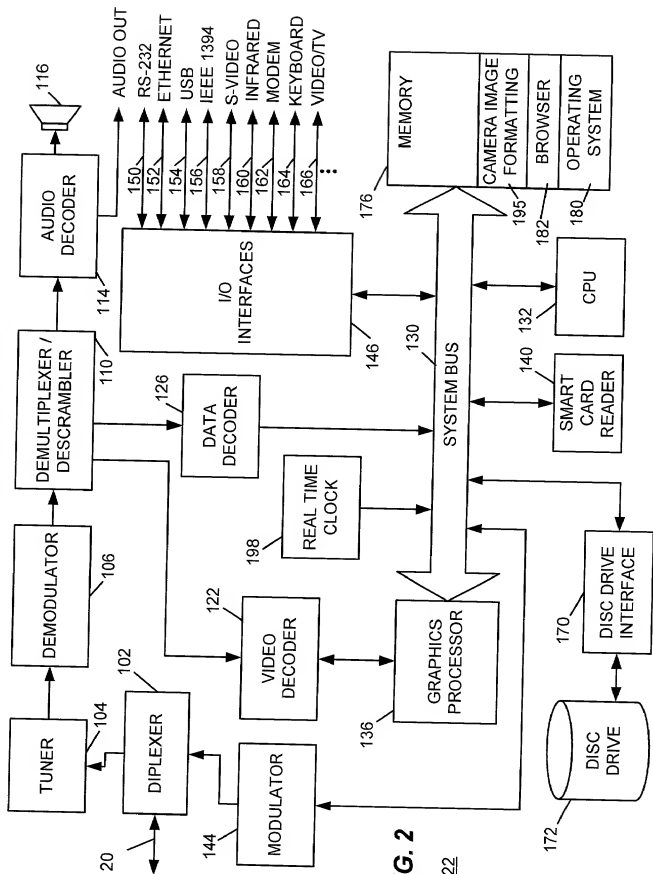 116
AUDIO
DECODER
114
AUDIO OUT
RS-232
ETHERNET
USB
IEEE 1394
S-VIDEO
INFRARED
MODEM
KEYBOARD
VIDEO/TV
150
152
154
156
158
160
162
164
166
I/O
INTERFACES
146
DEMULTIPLEXER /
DESCRAMBLER
110
DEMODULATOR
106
TUNER
104
DIPLEXER
102
20
MODULATOR
144
DATA
DECODER
126
REAL TIME
CLOCK
198
VIDEO
DECODER
122
GRAPHICS
PROCESSOR
136
SYSTEM BUS
130
MEMORY
176
CAMERA IMAGE
FORMATTING
195
BROWSER
182
OPERATING
SYSTEM
180
CPU
132
SMART
CARD
READER
140
DISC DRIVE
INTERFACE
170
DISC
DRIVE
172
G. 2
22